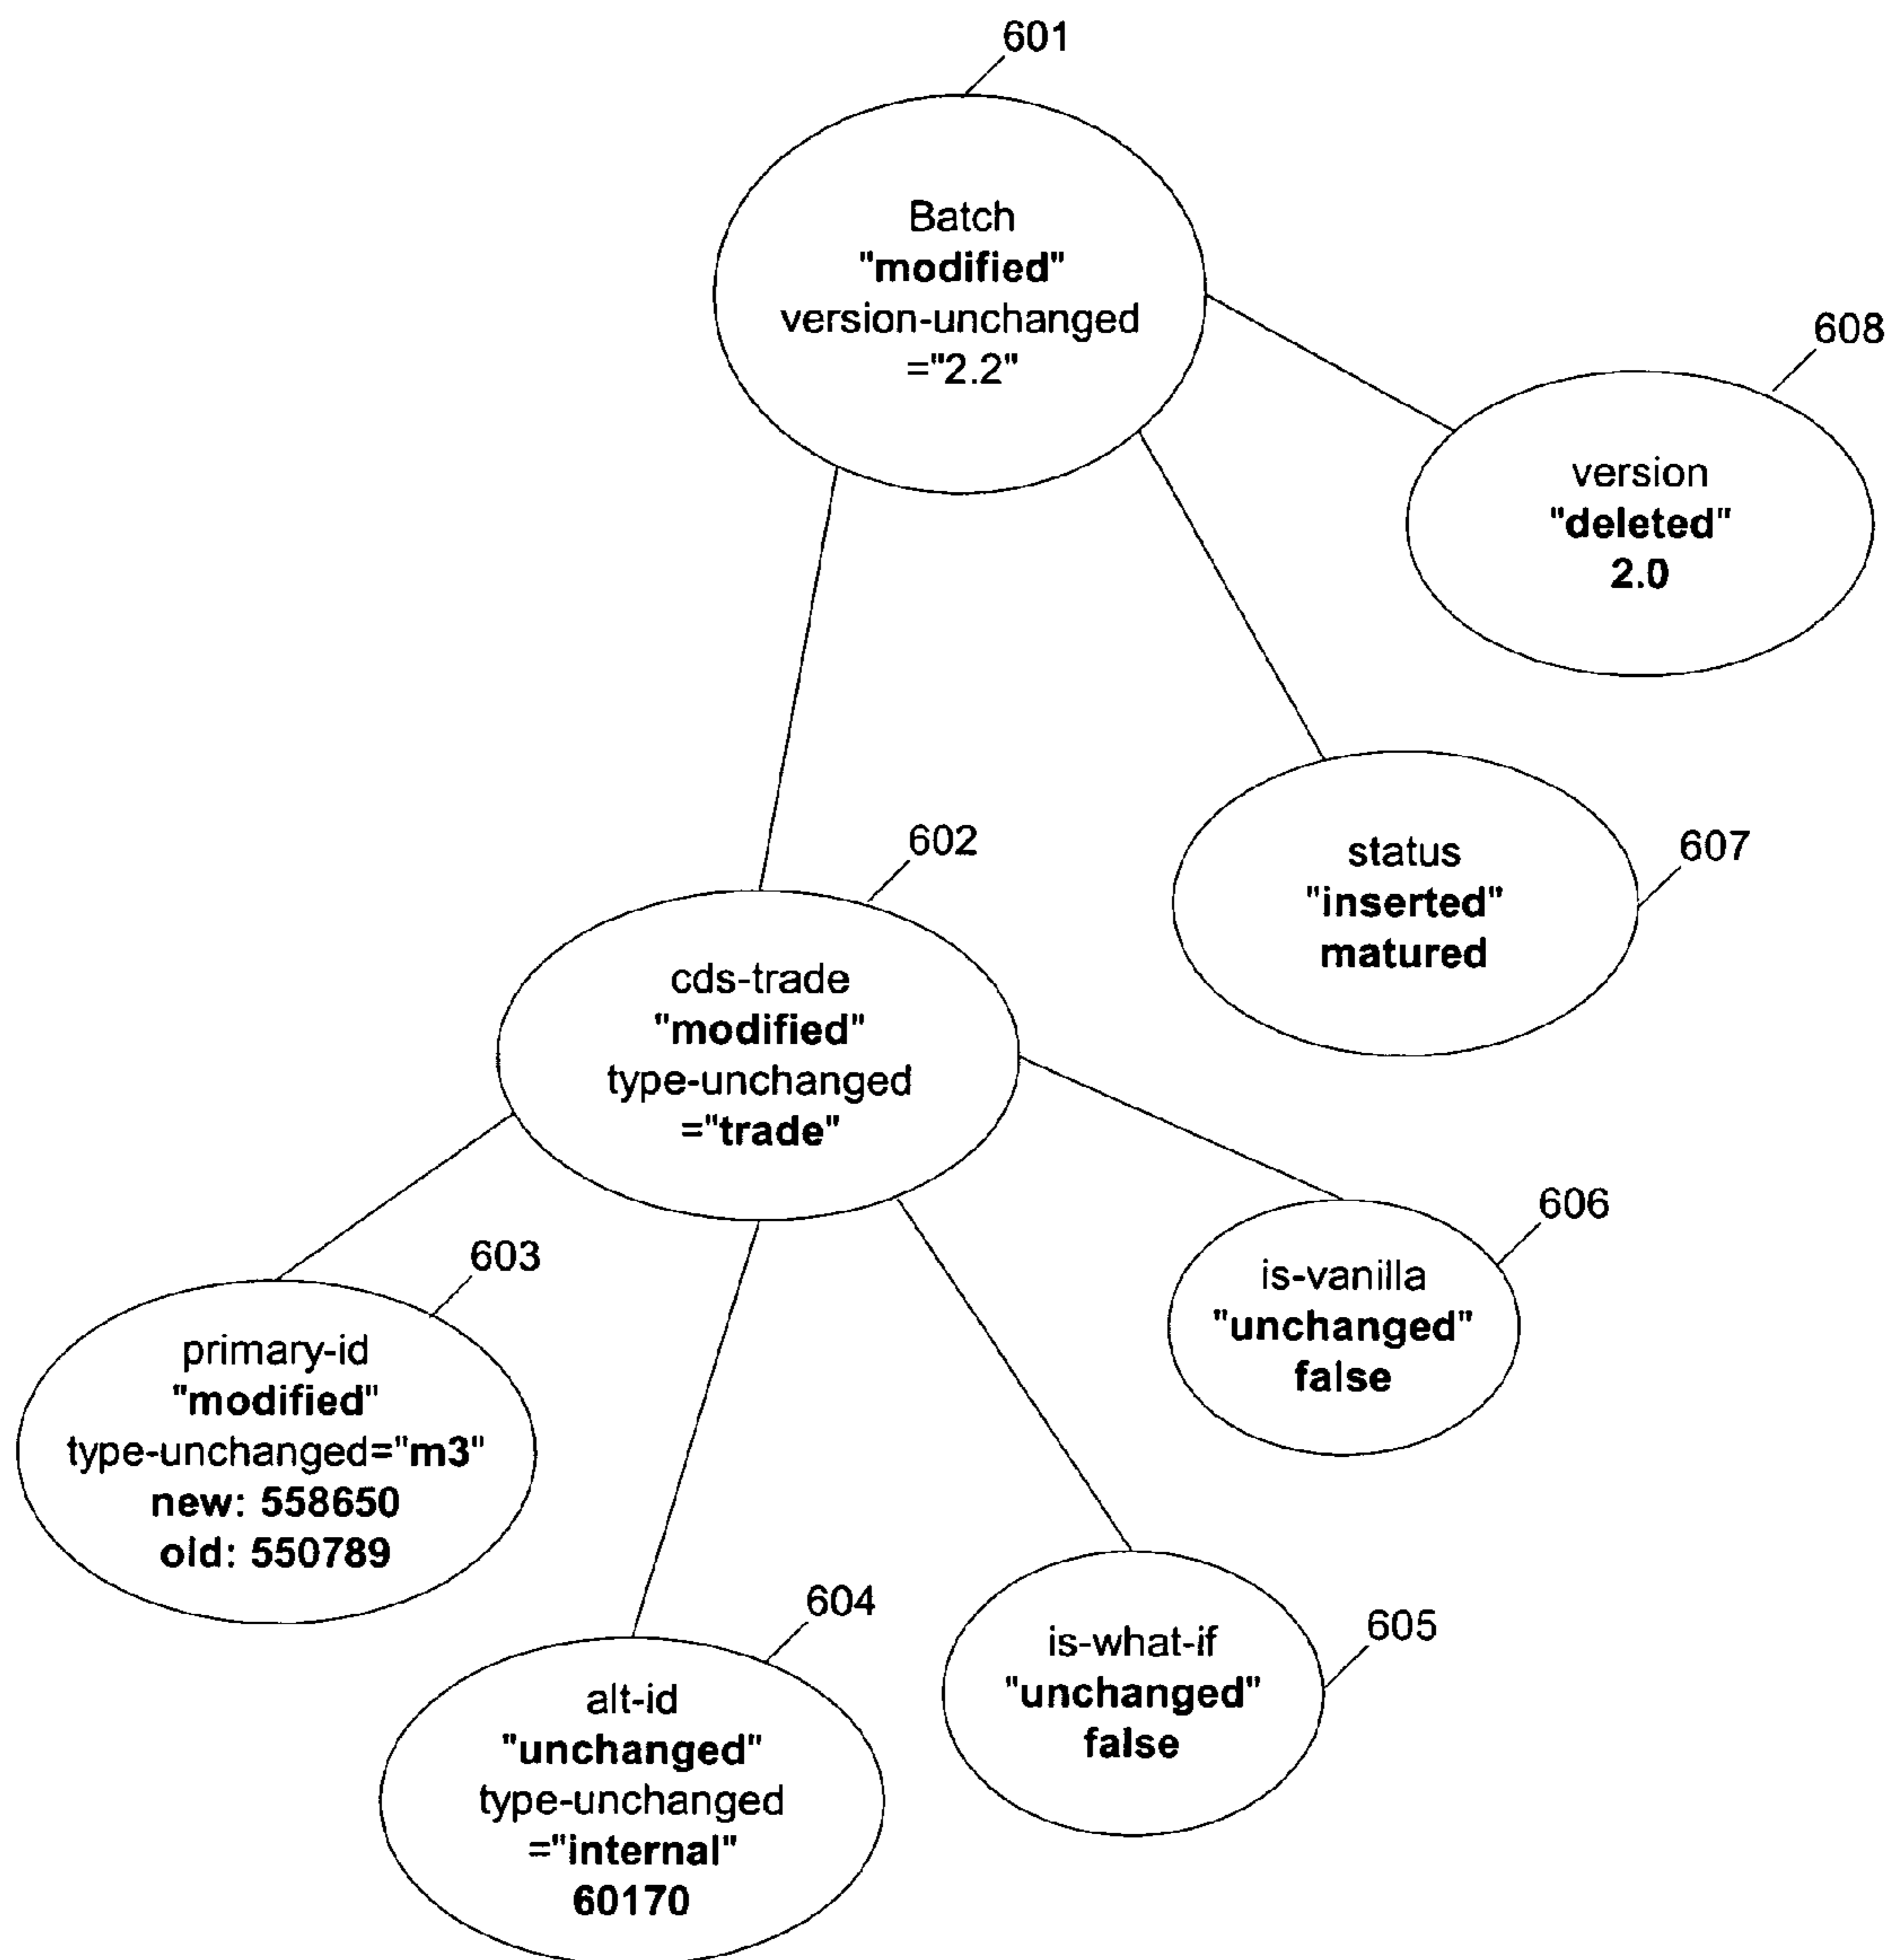 601
Batch
"modified"
version-unchanged
="2.2"
608
version
"deleted"
2.0
607
status
"inserted"
matured
602
cds-trade
"modified"
type-unchanged
="trade"
606
is-vanilla
"unchanged"
false
603
primary-id
"modified"
type-unchanged="m3"
new: 558650
old: 550789
604
alt-id
"unchanged"
type-unchanged
="internal"
60170
605
is-what-if
"unchanged"
false